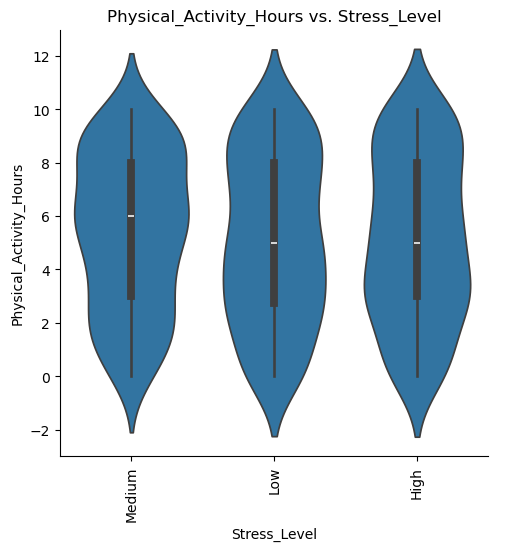 Physical_Activity_Hours vs. Stress_Level
Physical_Activity_Hours
12
10
8
6
4
2
0
−2
Medium
Low
High
Stress_Level